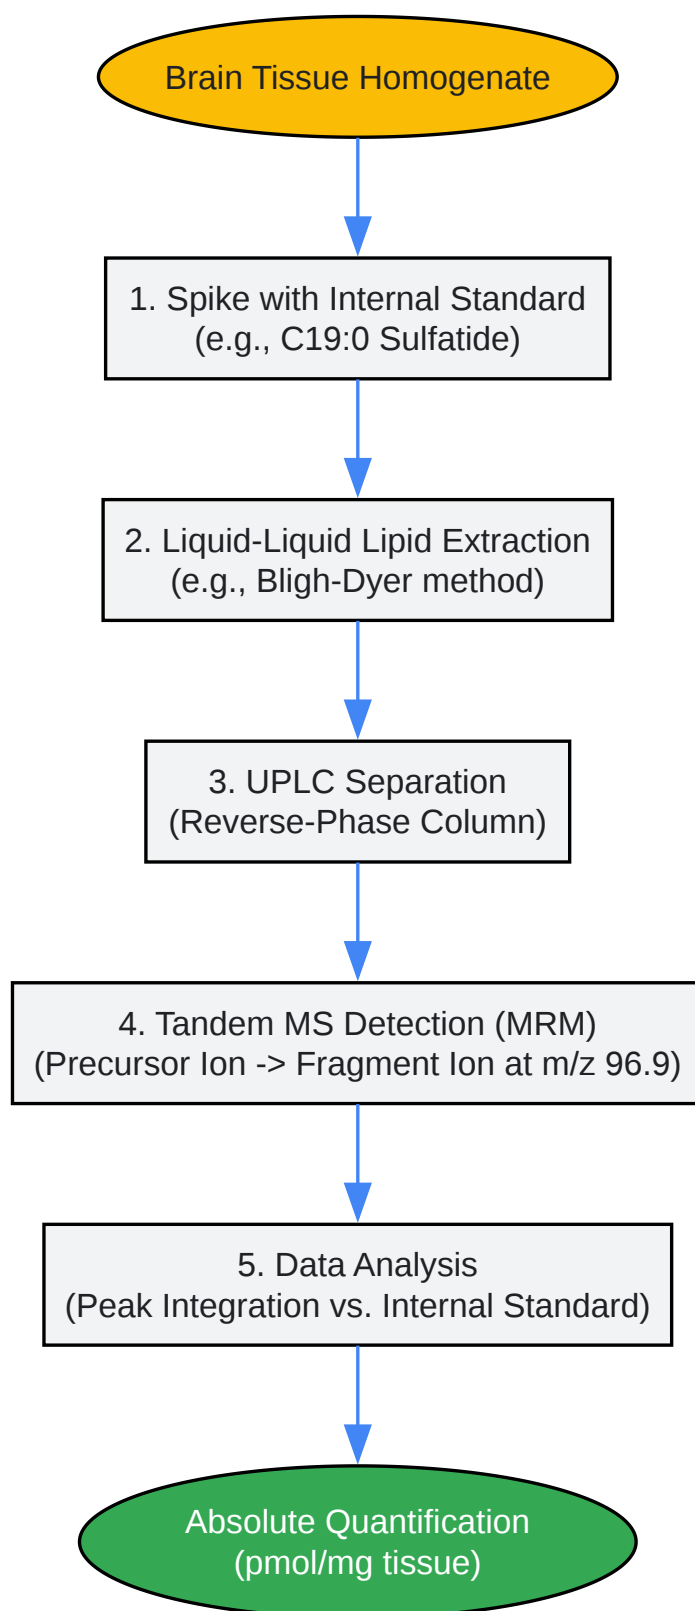 Brain Tissue Homogenate
1. Spike with Internal Standard
(e.g., C19:0 Sulfatide)
2. Liquid-Liquid Lipid Extraction
(e.g., Bligh-Dyer method)
3. UPLC Separation
(Reverse-Phase Column)
4. Tandem MS Detection (MRM)
(Precursor Ion -> Fragment Ion at m/z 96.9)
5. Data Analysis
(Peak Integration vs. Internal Standard)
Absolute Quantification
(pmol/mg tissue)